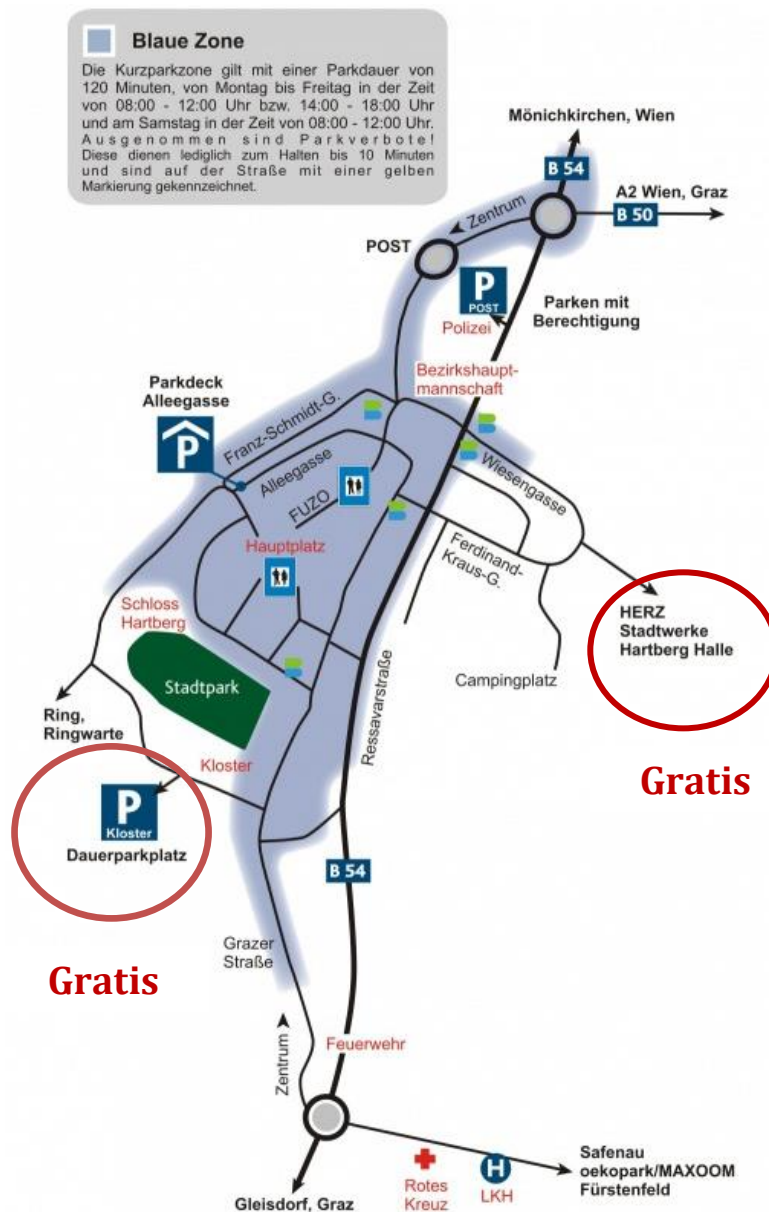 Blaue Zone
Die Kurzparkzone gilt mit einer Parkdauer von
120 Minuten, von Montag bis Freitag in der Zeit
von 08:00 - 12:00 Uhr bzw. 14:00 - 18:00 Uhr
und am Samstag in der Zeit von 08:00 - 12:00 Uhr.
Ausgenommen sind Parkverbote!
Diese dienen lediglich zum Halten bis 10 Minuten
und sind auf der Straße mit einer gelben
Markierung gekennzeichnet.
Mönichkirchen, Wien
B 54
A2 Wien, Graz
B 50
Zentrum
POST
P
POST
Polizei
Parken mit
Berechtigung
Bezirkshaupt-
mannschaft
Parkdeck
Alleegasse
P
Franz-Schmidt-G.
Alleegasse
FUZO
Wiesengasse
Hauptplatz
Ferdinand-
Kraus-G.
Schloss
Hartberg
Stadtpark
HERZ
Stadtwerke
Hartberg Halle
Campingplatz
Ressavarstraße
Ring,
Ringwarte
Kloster
Gratis
P
Kloster
Dauerparkplatz
B 54
Grazer
Straße
Gratis
Zentrum
Feuerwehr
Safenau
oekopark/MAXOOM
Fürstenfeld
H
Rotes
Kreuz
LKH
Gleisdorf, Graz